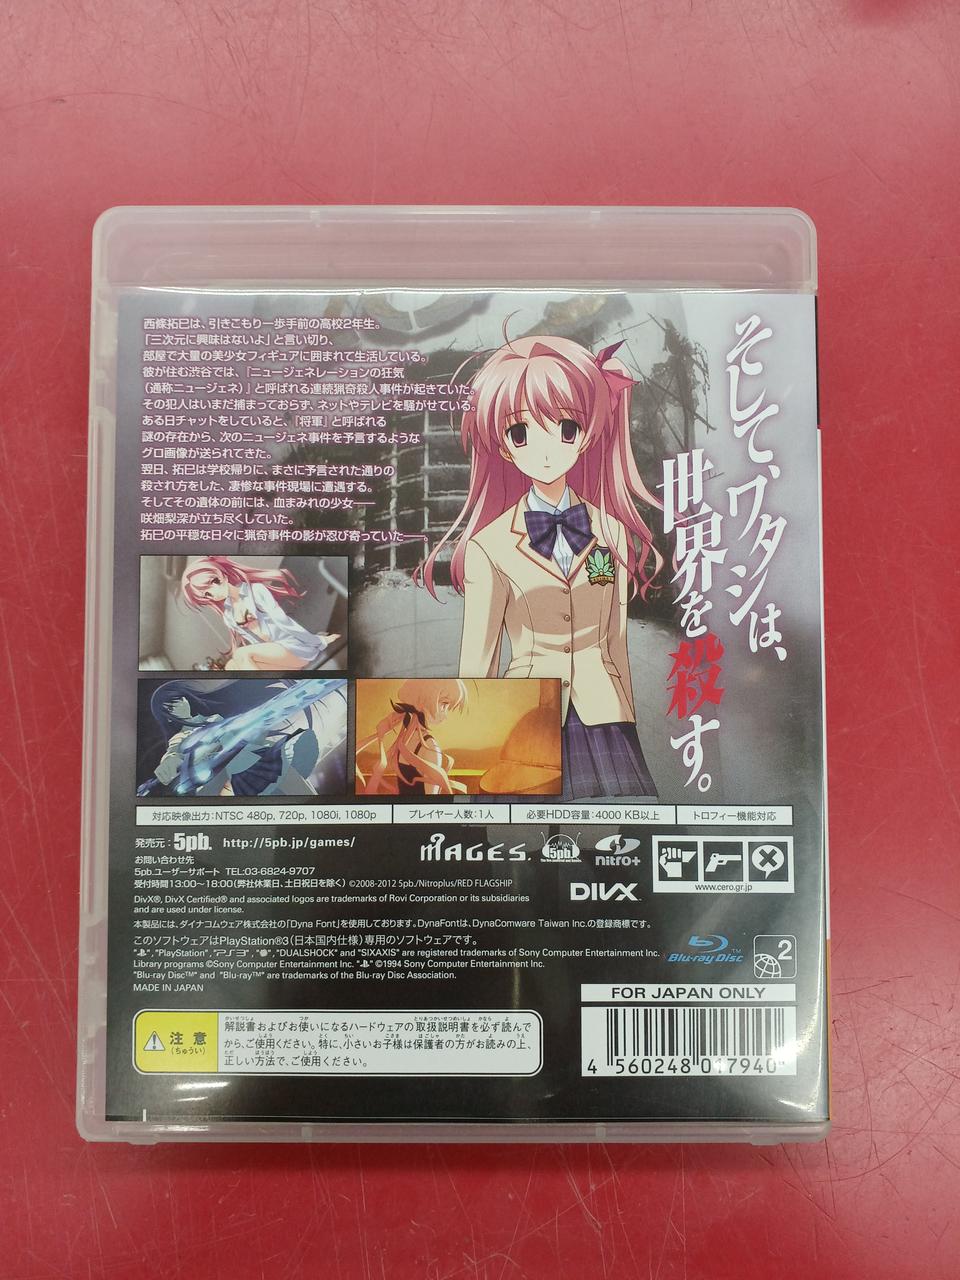 西條拓巳は、引きこもり一歩手前の高校2年生。
「三次元に興味はないよ」と言い切り、
部屋で大量の美少女フィギュアに囲まれて生活している。
彼が住む渋谷では、『ニュージェネレーションの狂気
(通称ニュージェネ)』と呼ばれる連続猟奇殺人事件が起きていた。
その犯人はいまだ捕まっておらず、ネットやテレビを騒がせている。
ある日チャットをしていると、『将軍』と呼ばれる
謎の存在から、次のニュージェネ事件を予言するような
グロ画像が送られてきた。
翌日、拓巳は学校帰りに、まさに予言された通りの
殺され方をした、凄惨な事件現場に遭遇する。
そしてその遺体の前には、血まみれの少女――
咲畑梨深が立ち尽くしていた。
拓巳の平穏な日々に猟奇事件の影が忍び寄っていた――。
そして、ワタシは、
世界を殺す。
対応映像出力:NTSC 480p, 720p, 1080i, 1080p
プレイヤー人数:1人
必要HDD容量:4000 KB以上
トロフィー機能対応
発売元: 5pb. http://5pb.jp/games/
お問い合わせ先
5pb.ユーザーサポート TEL:03-6824-9707
受付時間13:00~18:00(弊社休業日、土日祝日を除く) ©2008-2012 5pb./Nitroplus/RED FLAGSHIP
MAGES. 5pb. nitro+
DIVX
www.cero.gr.jp
DivX®, DivX Certified® and associated logos are trademarks of Rovi Corporation or its subsidiaries
and are used under license.
本製品には、ダイナコムウェア株式会社の「Dyna Font」を使用しております。DynaFontは、DynaComware Taiwan Inc.の登録商標です。
このソフトウェアはPlayStation®3(日本国内仕様)専用のソフトウェアです。
"PlayStation", "PS3", "DUALSHOCK" and "SIXAXIS" are registered trademarks of Sony Computer Entertainment Inc.
Library programs ©Sony Computer Entertainment Inc. ©1994 Sony Computer Entertainment Inc.
"Blu-ray Disc™" and "Blu-ray™" are trademarks of the Blu-ray Disc Association.
MADE IN JAPAN
Blu-ray Disc™
2
FOR JAPAN ONLY
注意
(ちゅうい)
解説書およびお使いになるハードウェアの取扱説明書を必ず読んで
から、ご使用ください。特に、小さいお子様は保護者の方がお読みの上、
正しい方法で、ご使用ください。
4 560248 017940